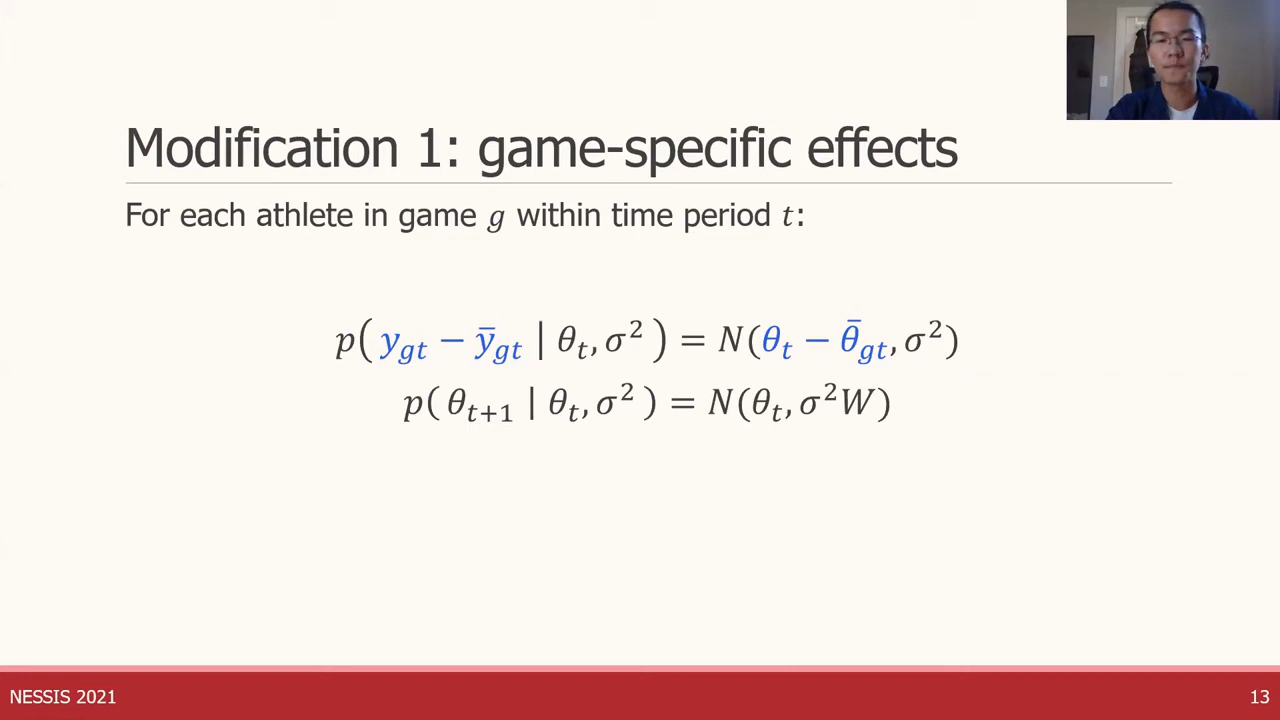 Modification 1: game-specific effects
For each athlete in game g within time period t:
p( y_gt − ȳ_gt | θ_t, σ² ) = N(θ_t − θ̄_gt, σ²)
p( θ_{t+1} | θ_t, σ² ) = N(θ_t, σ²W)
NESSIS 2021
13